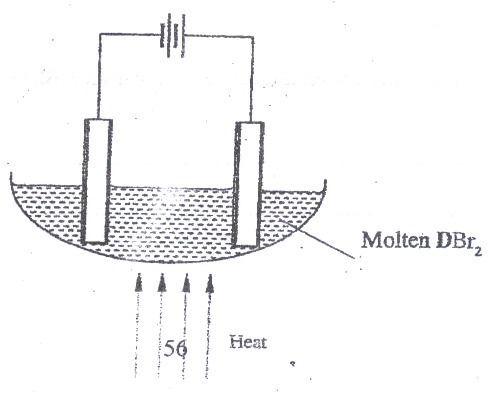 Molten DBr₂
56 Heat